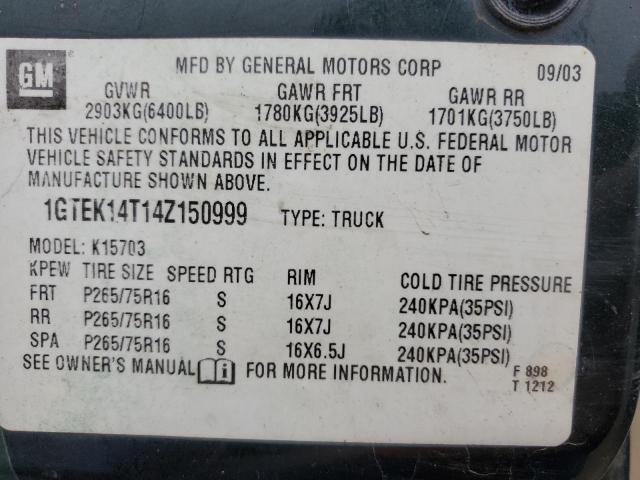 GM
MFD BY GENERAL MOTORS CORP 09/03
GVWR GAWR FRT GAWR RR
2903KG(6400LB) 1780KG(3925LB) 1701KG(3750LB)
THIS VEHICLE CONFORMS TO ALL APPLICABLE U.S. FEDERAL MOTOR
VEHICLE SAFETY STANDARDS IN EFFECT ON THE DATE OF
MANUFACTURE SHOWN ABOVE.
1GTEK14T14Z150999 TYPE: TRUCK
MODEL: K15703
KPEW TIRE SIZE SPEED RTG RIM COLD TIRE PRESSURE
FRT P265/75R16 S 16X7J 240KPA(35PSI)
RR P265/75R16 S 16X7J 240KPA(35PSI)
SPA P265/75R16 S 16X6.5J 240KPA(35PSI)
SEE OWNER'S MANUAL i FOR MORE INFORMATION. F 898
T 1212